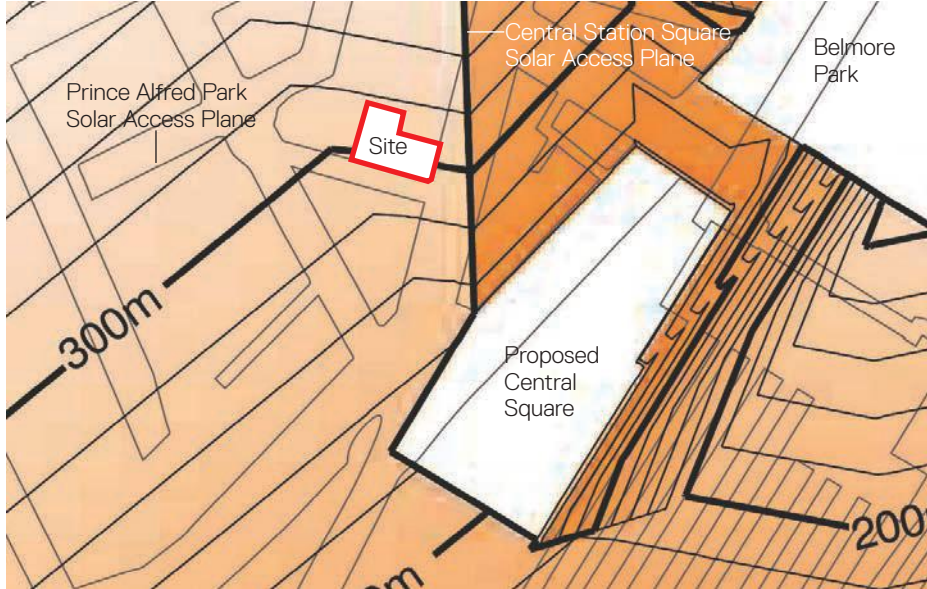 Central Station Square
Solar Access Plane
Belmore
Park
Prince Alfred Park
Solar Access Plane
Site
300m
Proposed
Central
Square